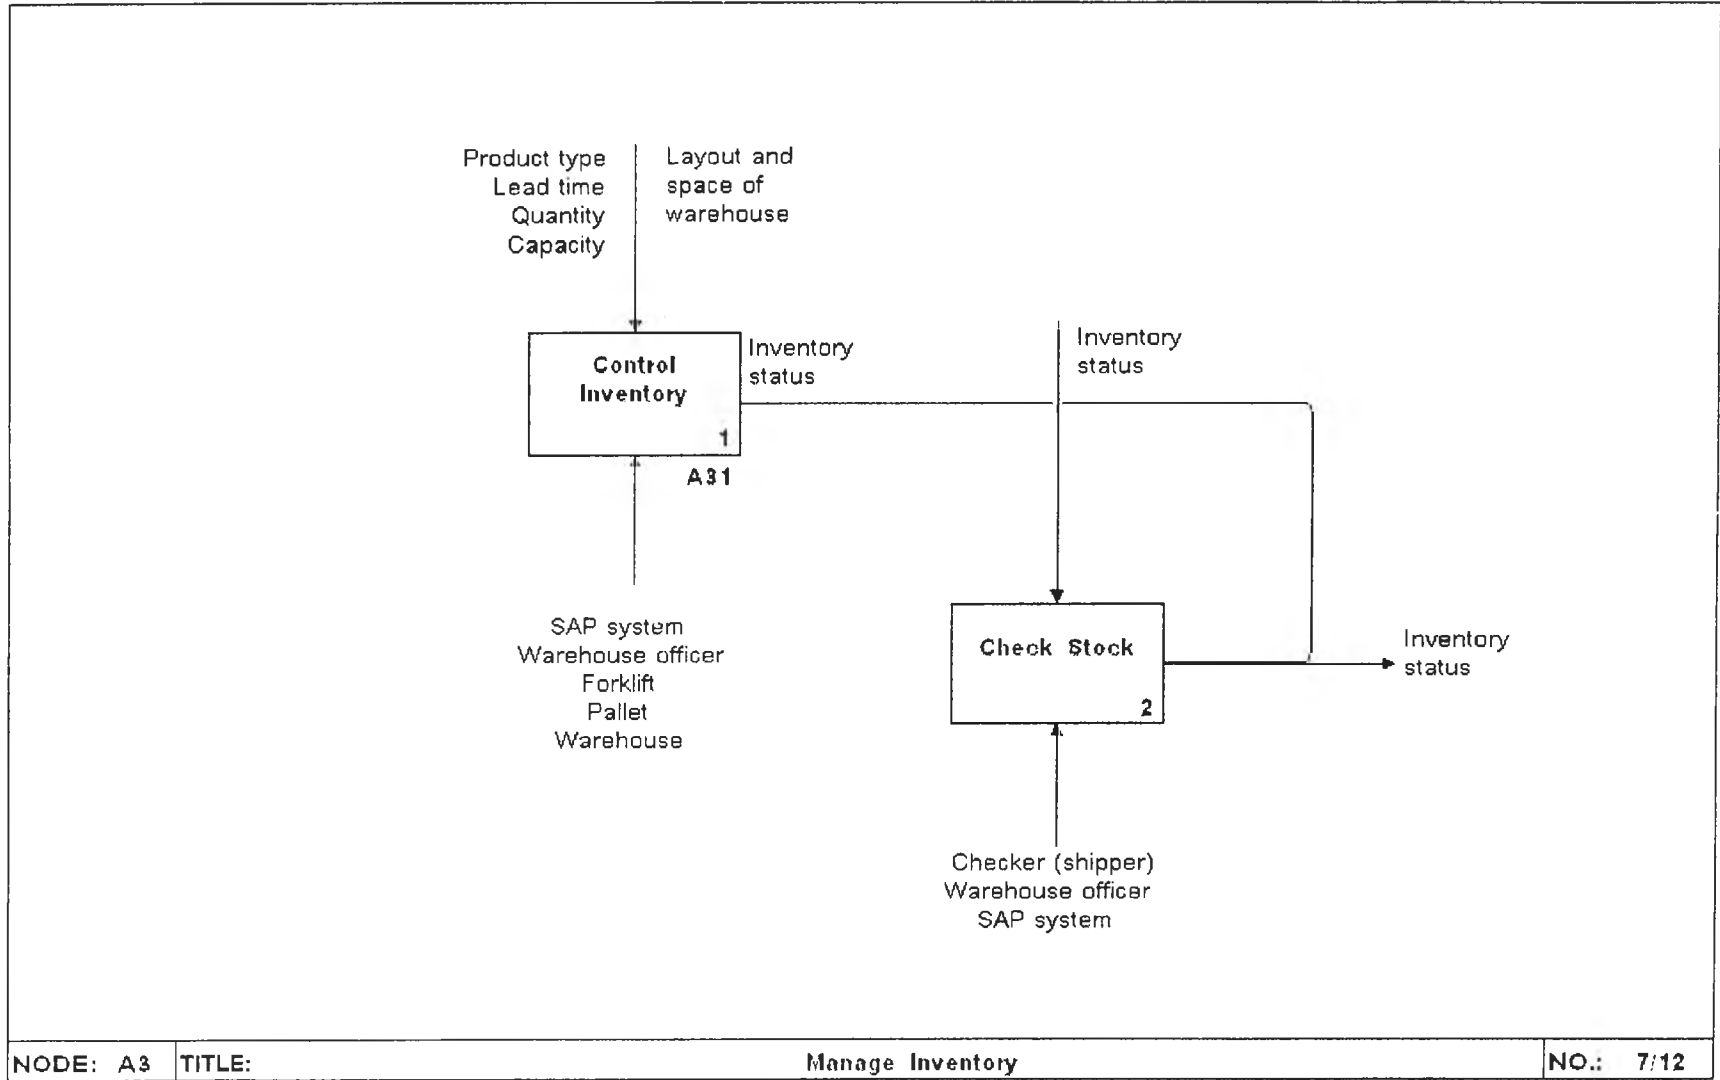 Product type
Lead time
Quantity
Capacity
Layout and
space of
warehouse
Control
Inventory
1
A31
Inventory
status
Inventory
status
SAP system
Warehouse officer
Forklift
Pallet
Warehouse
Check Stock
2
Inventory
status
Checker (shipper)
Warehouse officer
SAP system
NODE: A3 TITLE: Manage Inventory NO.: 7/12